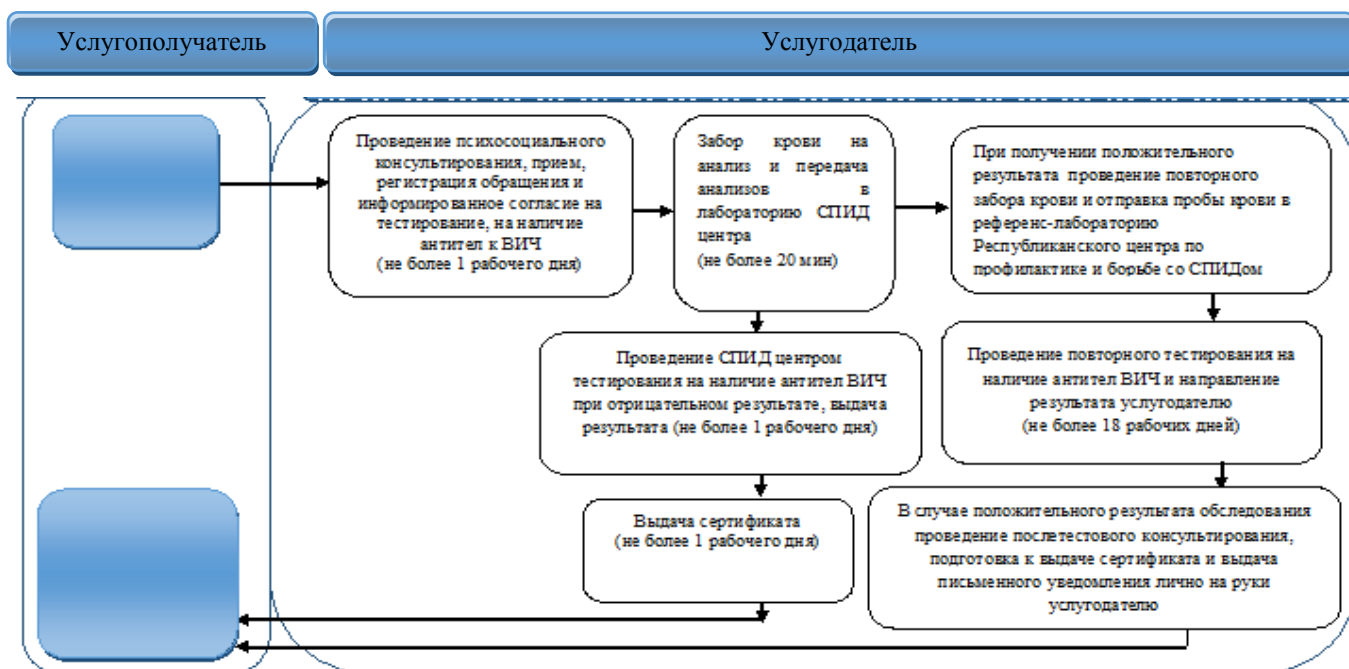 Услугополучатель
Услугодатель
Проведение психосоциального
консультирования, прием,
регистрация обращения и
информированное согласие на
тестирование, на наличие
антител к ВИЧ
(не более 1 рабочего дня)
Забор крови на
анализ и передача
анализов в
лабораторию СПИД
центра
(не более 20 мин)
При получении положительного
результата проведение повторного
забора крови и отправка пробы крови в
референс-лабораторию
Республиканского центра по
профилактике и борьбе со СПИДом
Проведение СПИД центром
тестирования на наличие антител ВИЧ
при отрицательном результате, выдача
результата (не более 1 рабочего дня)
Проведение повторного тестирования на
наличие антител ВИЧ и направление
результата услугодателю
(не более 18 рабочих дней)
Выдача сертификата
(не более 1 рабочего дня)
В случае положительного результата обследования
проведение послетестового консультирования,
подготовка к выдаче сертификата и выдача
письменного уведомления лично на руки
услугодателю